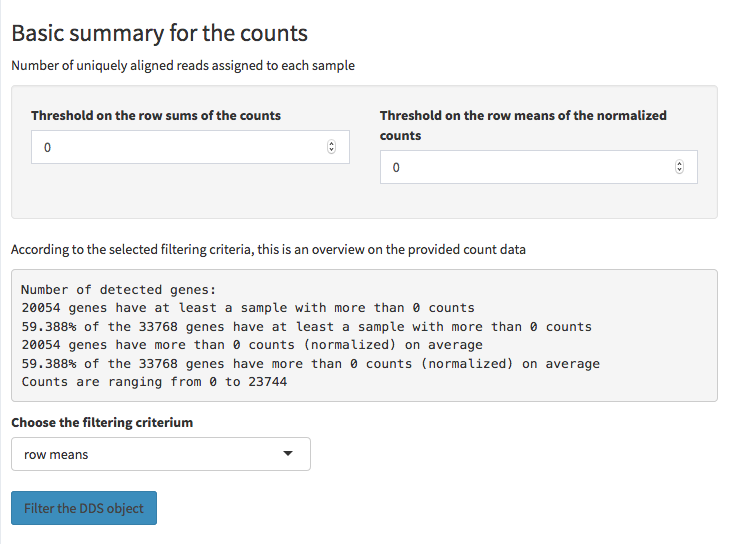 Basic summary for the counts
Number of uniquely aligned reads assigned to each sample
Threshold on the row sums of the counts
0
Threshold on the row means of the normalized
counts
0
According to the selected filtering criteria, this is an overview on the provided count data
Number of detected genes:
20054 genes have at least a sample with more than 0 counts
59.388% of the 33768 genes have at least a sample with more than 0 counts
20054 genes have more than 0 counts (normalized) on average
59.388% of the 33768 genes have more than 0 counts (normalized) on average
Counts are ranging from 0 to 23744
Choose the filtering criterium
row means
Filter the DDS object